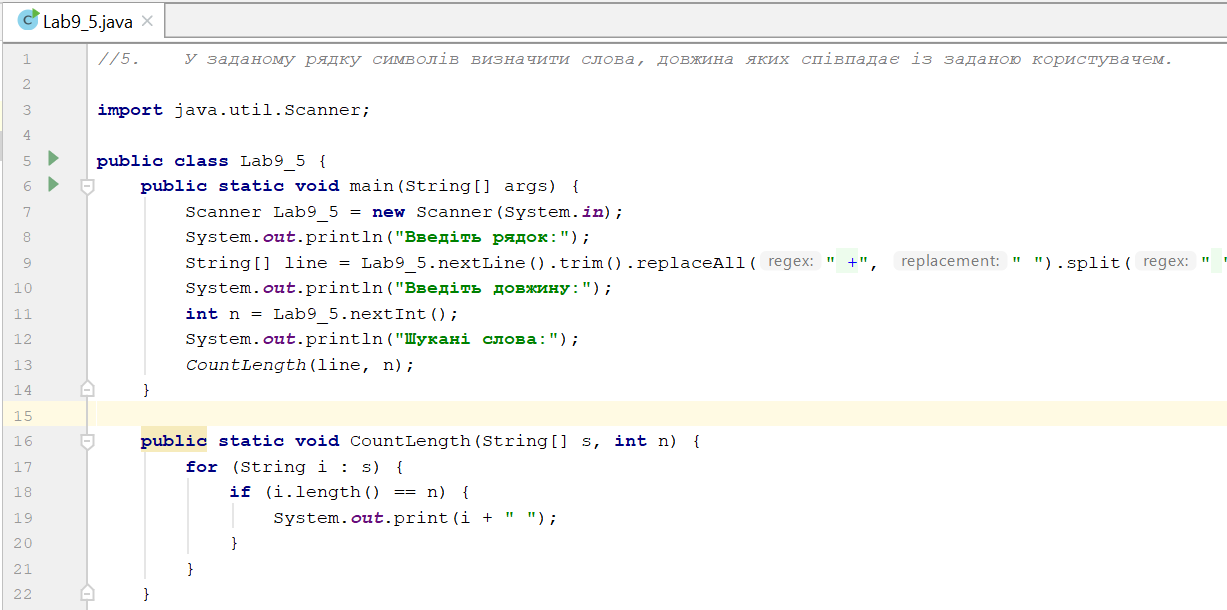 Lab9_5.java
1 //5. У заданому рядку символів визначити слова, довжина яких співпадає із заданою користувачем.
2
3 import java.util.Scanner;
4
5 public class Lab9_5 {
6 public static void main(String[] args) {
7 Scanner Lab9_5 = new Scanner(System.in);
8 System.out.println("Введіть рядок:");
9 String[] line = Lab9_5.nextLine().trim().replaceAll( regex: " +", replacement: " ").split( regex: " "
10 System.out.println("Введіть довжину:");
11 int n = Lab9_5.nextInt();
12 System.out.println("Шукані слова:");
13 CountLength(line, n);
14 }
15
16 public static void CountLength(String[] s, int n) {
17 for (String i : s) {
18 if (i.length() == n) {
19 System.out.print(i + " ");
20 }
21 }
22 }